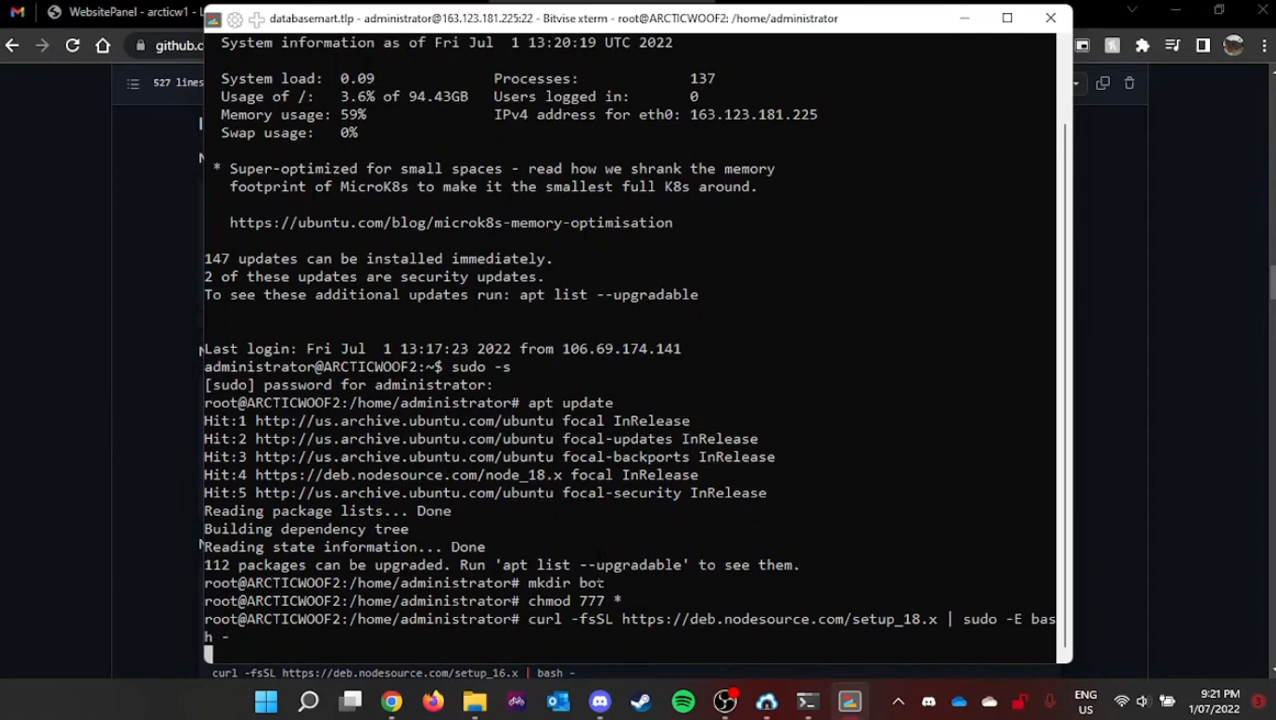 WebsitePanel - arcticw1
databasemart.tlp - administrator@163.123.181.225:22 - Bitvise xterm - root@ARCTICWOOF2: /home/administrator
github.c
527 lines
System information as of Fri Jul  1 13:20:19 UTC 2022
System load:  0.09 Processes: 137
Usage of /:   3.6% of 94.43GB Users logged in: 0
Memory usage: 59% IPv4 address for eth0: 163.123.181.225
Swap usage:   0%
* Super-optimized for small spaces - read how we shrank the memory
footprint of MicroK8s to make it the smallest full K8s around.
https://ubuntu.com/blog/microk8s-memory-optimisation
147 updates can be installed immediately.
2 of these updates are security updates.
To see these additional updates run: apt list --upgradable
Last login: Fri Jul  1 13:17:23 2022 from 106.69.174.141
administrator@ARCTICWOOF2:~$ sudo -s
[sudo] password for administrator:
root@ARCTICWOOF2:/home/administrator# apt update
Hit:1 http://us.archive.ubuntu.com/ubuntu focal InRelease
Hit:2 http://us.archive.ubuntu.com/ubuntu focal-updates InRelease
Hit:3 http://us.archive.ubuntu.com/ubuntu focal-backports InRelease
Hit:4 https://deb.nodesource.com/node_18.x focal InRelease
Hit:5 http://us.archive.ubuntu.com/ubuntu focal-security InRelease
Reading package lists... Done
Building dependency tree
Reading state information... Done
112 packages can be upgraded. Run 'apt list --upgradable' to see them.
root@ARCTICWOOF2:/home/administrator# mkdir bot
root@ARCTICWOOF2:/home/administrator# chmod 777 *
root@ARCTICWOOF2:/home/administrator# curl -fsSL https://deb.nodesource.com/setup_18.x | sudo -E bas
h -
curl -fsSL https://deb.nodesource.com/setup_16.x | bash -
ENG
US
9:21 PM
1/07/2022